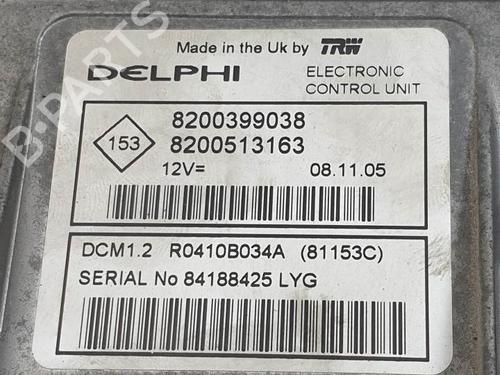 Made in the Uk by TRW
DELPHI ELECTRONIC
CONTROL UNIT
8200399038
153 8200513163
12V= 08.11.05
DCM1.2 R0410B034A (81153C)
SERIAL No 84188425 LYG
B-PARTS